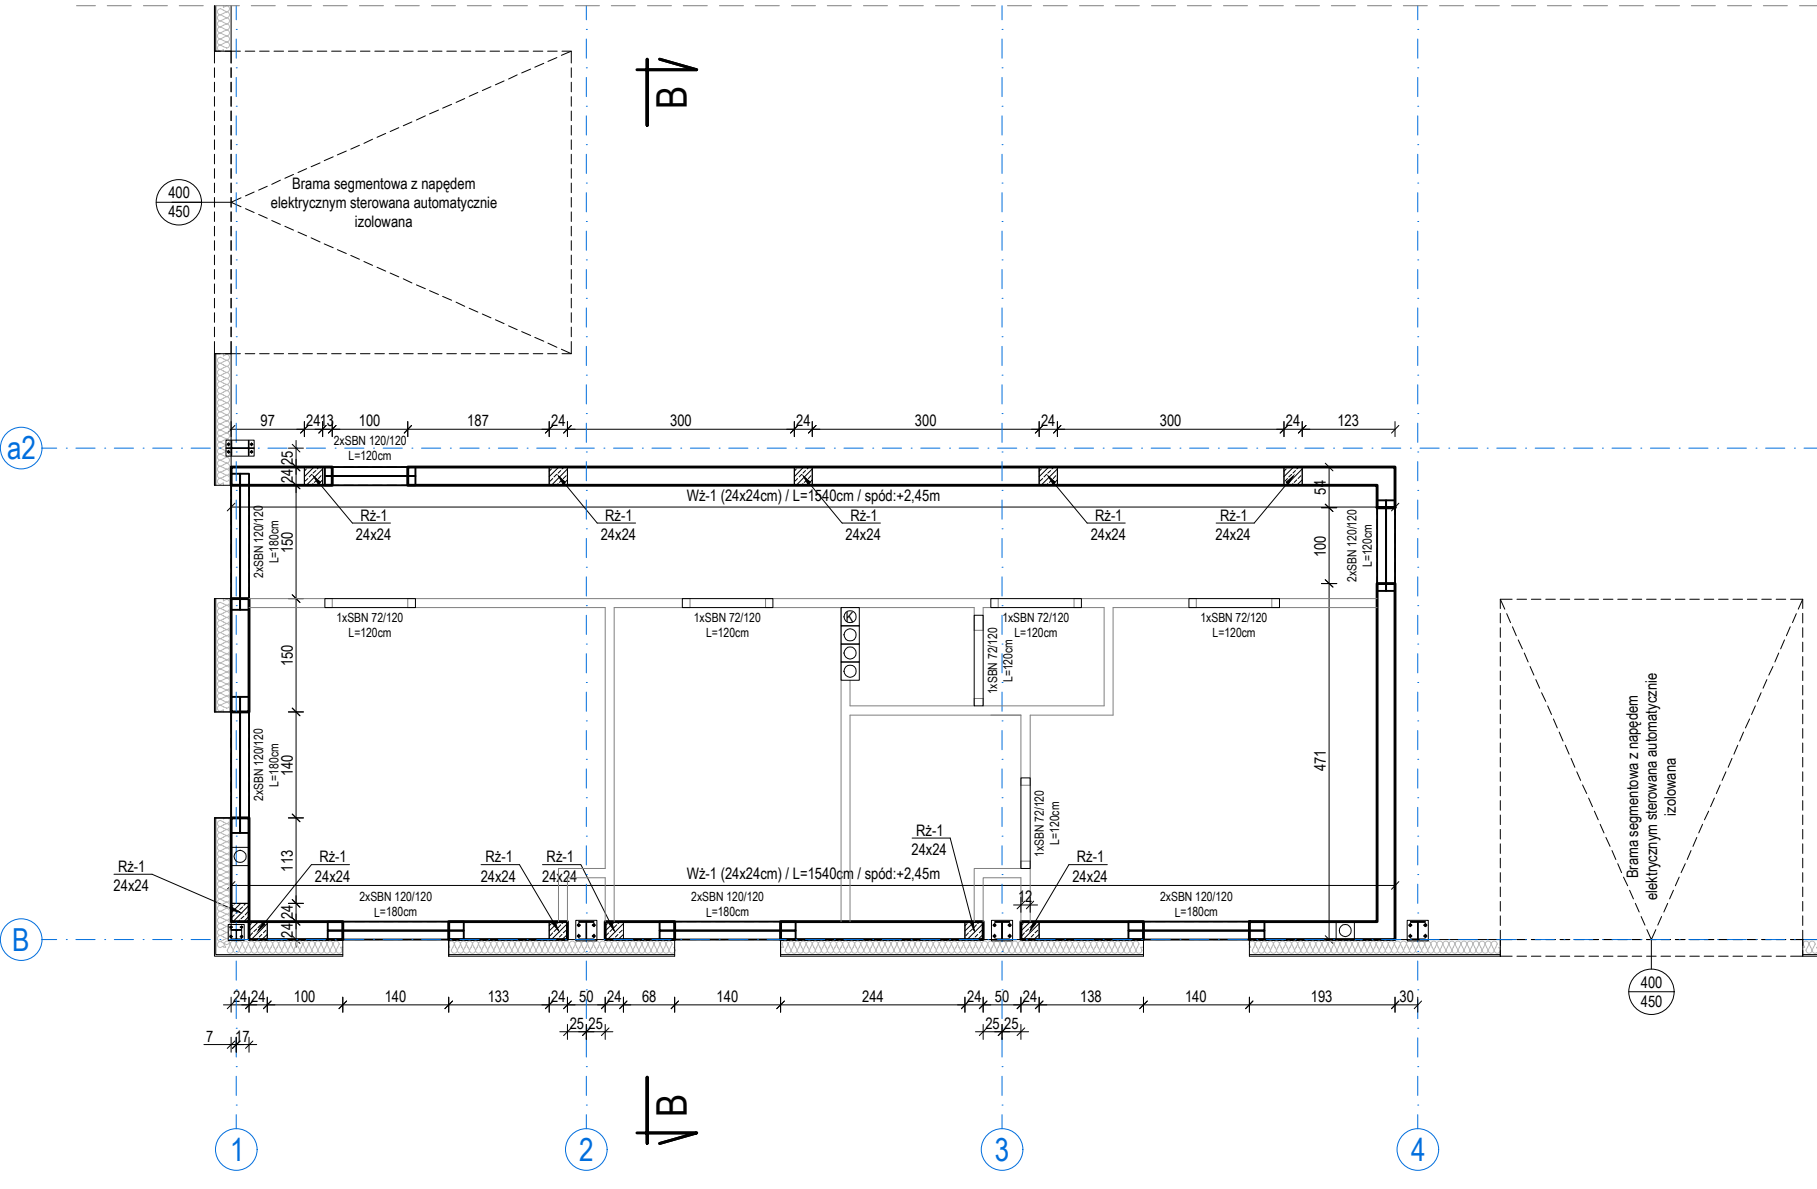 B
400
450
Brama segmentowa z napędem
elektrycznym sterowana automatycznie
izolowana
97 24 13 100 187 24 300 24 300 24 300 24 123
a2
2xSBN 120/120
L=120cm
25
24
Wż-1 (24x24cm) / L=1540cm / spód:+2,45m
54
Rż-1
24x24
Rż-1
24x24
Rż-1
24x24
Rż-1
24x24
Rż-1
24x24
2xSBN 120/120
L=180cm
150
100
2xSBN 120/120
L=120cm
1xSBN 72/120
L=120cm
1xSBN 72/120
L=120cm
K
1xSBN 72/120
L=120cm
1xSBN 72/120
L=120cm
1xSBN 72/120
L=120cm
150
2xSBN 120/120
L=180cm
140
471
1xSBN 72/120
L=120cm
Brama segmentowa z napędem
elektrycznym sterowana automatycznie
izolowana
113
Rż-1
24x24
Rż-1
24x24
Rż-1
24x24
Rż-1
24x24
Rż-1
24x24
Rż-1
24x24
Wż-1 (24x24cm) / L=1540cm / spód:+2,45m
2xSBN 120/120
L=180cm
2xSBN 120/120
L=180cm
12
2xSBN 120/120
L=180cm
24
24
B
24 24 100 140 133 24 50 24 68 140 244 24 50 24 138 140 193 30
400
450
25 25 25 25
7 17
B
1 2 3 4